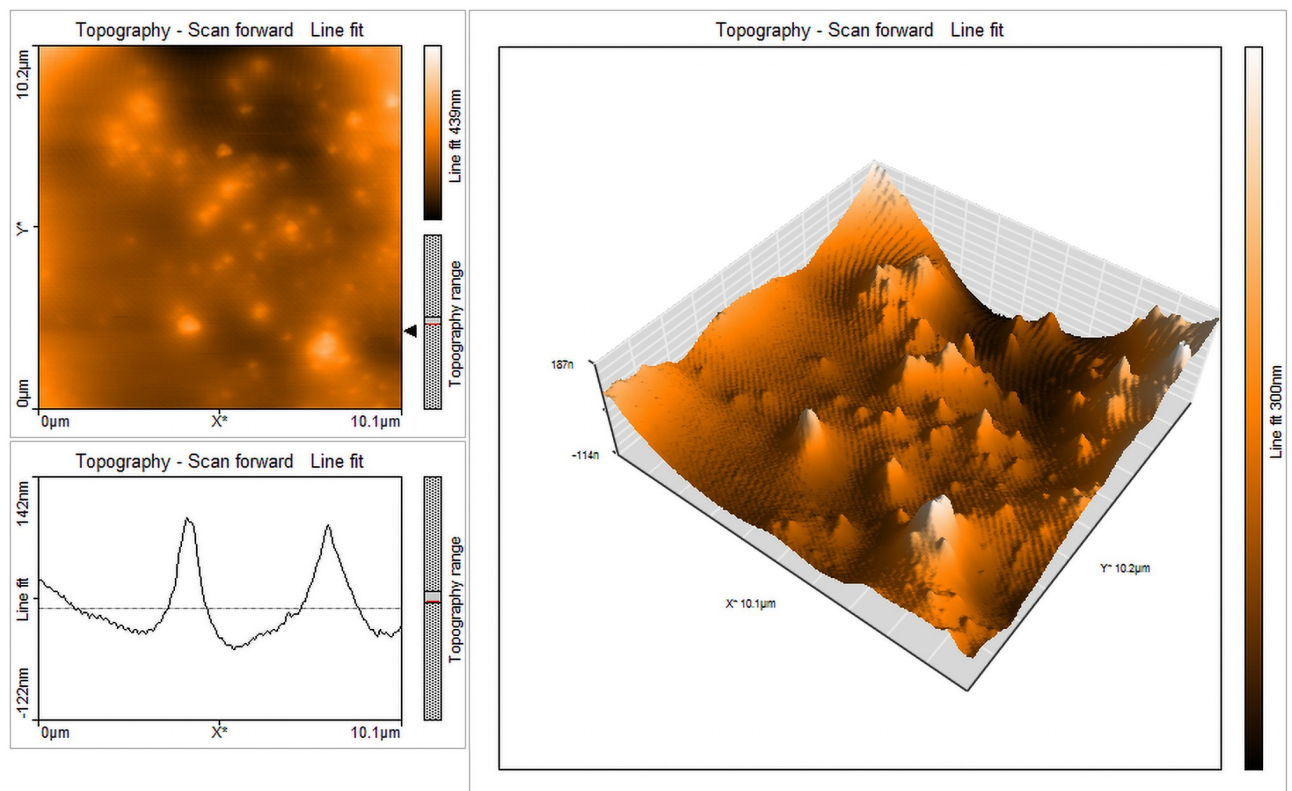 Topography - Scan forward Line fit
10.2µm
Y*
0µm
0µm X* 10.1µm
Line fit 439nm
Topography range
Topography - Scan forward Line fit
142nm
Line fit
-122nm
0µm X* 10.1µm
Topography range
Topography - Scan forward Line fit
187n
-114n
X* 10.1µm
Y* 10.2µm
Line fit 300nm